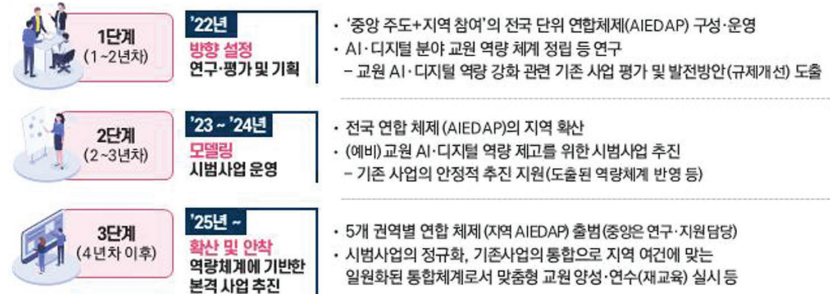 1단계
(1~2년차)
'22년
방향 설정
연구·평가 및 기획
• '중앙 주도+지역 참여'의 전국 단위 연합체제(AIEDAP) 구성·운영
• AI·디지털 분야 교원 역량 체계 정립 등 연구
– 교원 AI·디지털 역량 강화 관련 기존 사업 평가 및 발전방안(규제개선) 도출
2단계
(2~3년차)
'23 ~ '24년
모델링
시범사업 운영
• 전국 연합 체제(AIEDAP)의 지역 확산
• (예비)교원 AI·디지털 역량 제고를 위한 시범사업 추진
– 기존 사업의 안정적 추진 지원(도출된 역량체계 반영 등)
3단계
(4년차 이후)
'25년 ~
확산 및 안착
역량체계에 기반한
본격 사업 추진
• 5개 권역별 연합 체제(지역 AIEDAP) 출범(중앙은 연구·지원 담당)
• 시범사업의 정규화, 기존사업의 통합으로 지역 여건에 맞는
일원화된 통합체계로서 맞춤형 교원 양성·연수(재교육) 실시 등